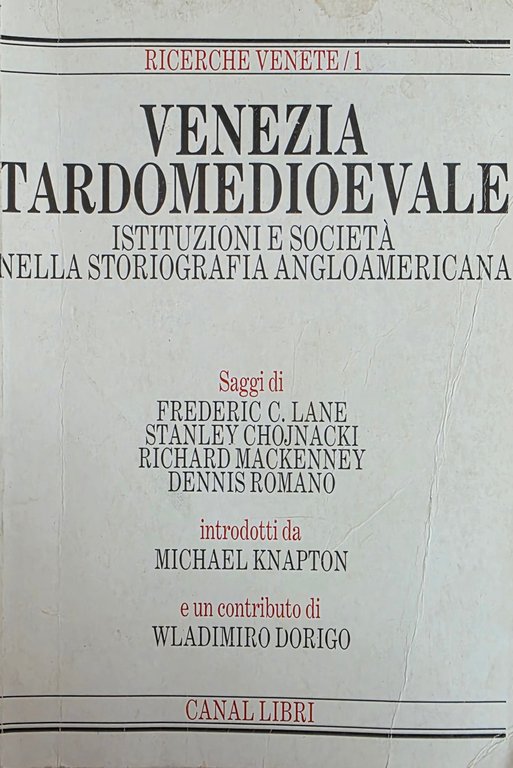 RICERCHE VENETE/1
VENEZIA
TARDOMEDIOEVALE
ISTITUZIONI E SOCIETÀ
NELLA STORIOGRAFIA ANGLOAMERICANA
Saggi di
FREDERIC C. LANE
STANLEY CHOJNACKI
RICHARD MACKENNEY
DENNIS ROMANO
introdotti da
MICHAEL KNAPTON
e un contributo di
WLADIMIRO DORIGO
CANAL LIBRI